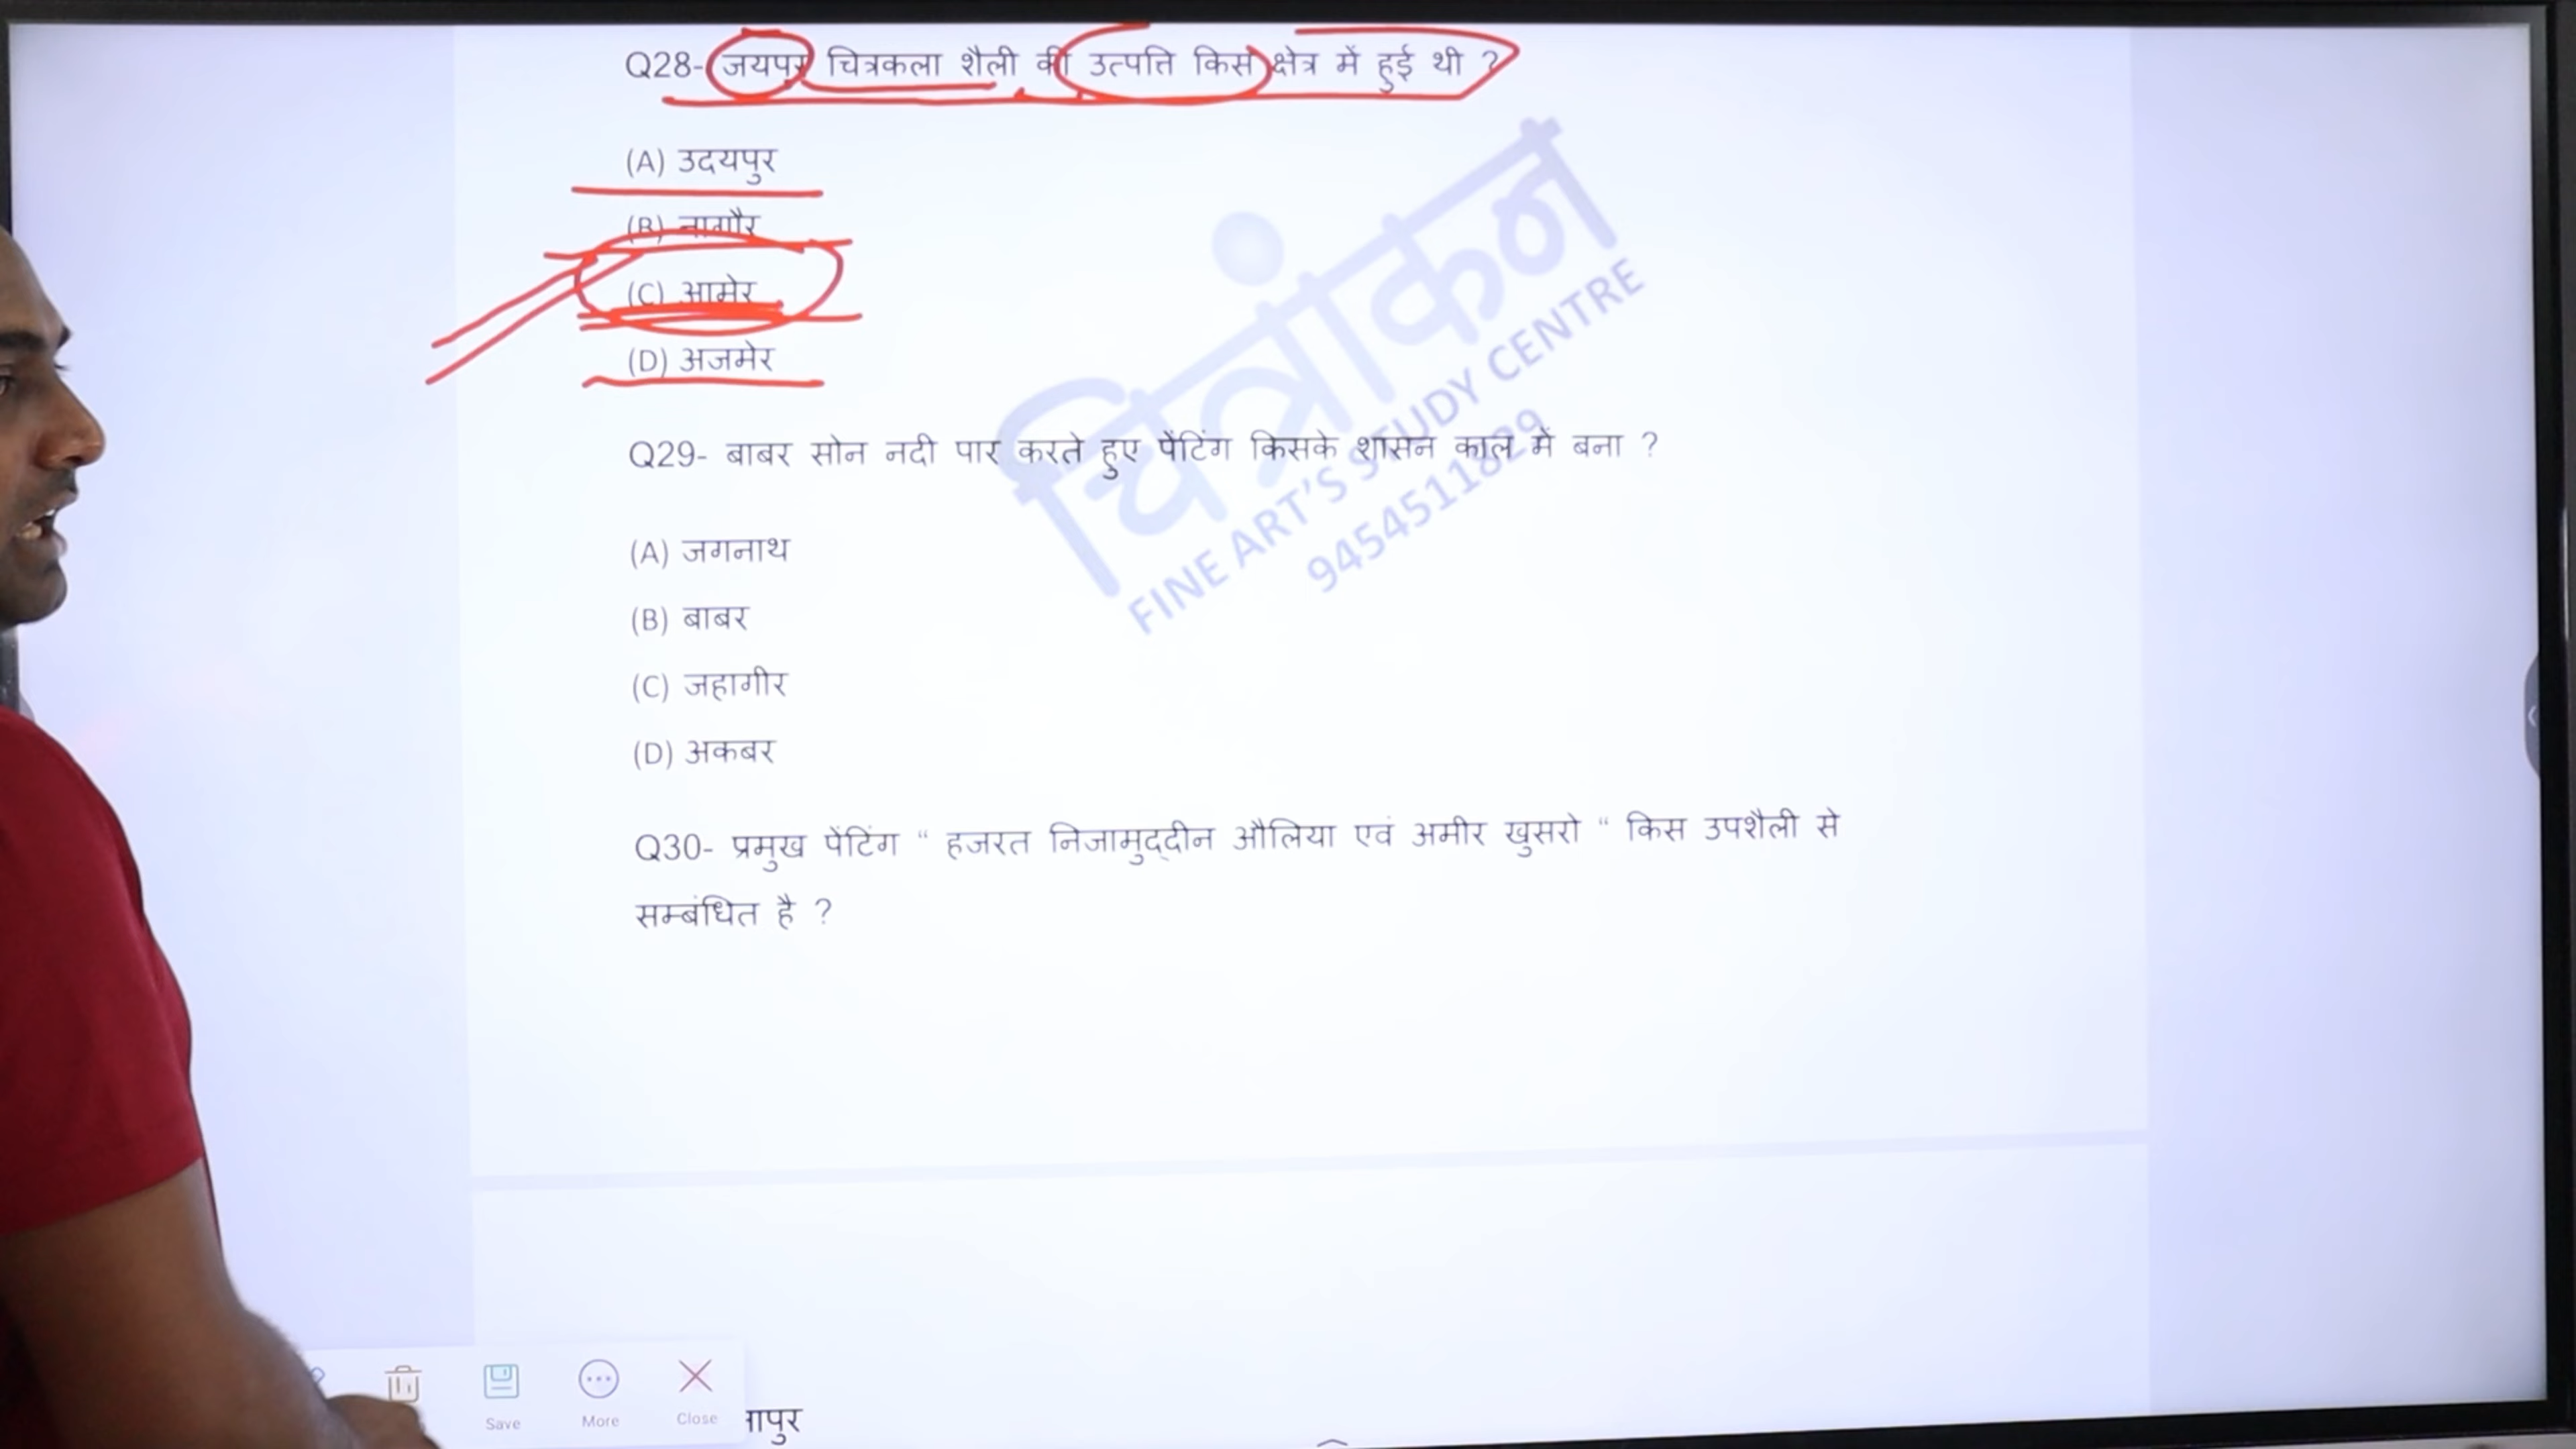 Q28- जयपुर चित्रकला शैली की उत्पत्ति किस क्षेत्र में हुई थी ?
(A) उदयपुर
(B) नागौर
(C) आमेर
(D) अजमेर
चित्रांकन
FINE ART'S STUDY CENTRE
9454511829
Q29- बाबर सोन नदी पार करते हुए पेंटिंग किसके शासन काल में बना ?
(A) जगनाथ
(B) बाबर
(C) जहागीर
(D) अकबर
Q30- प्रमुख पेंटिंग “ हजरत निजामुद्दीन औलिया एवं अमीर खुसरो “ किस उपशैली से
सम्बंधित है ?
Save More Close